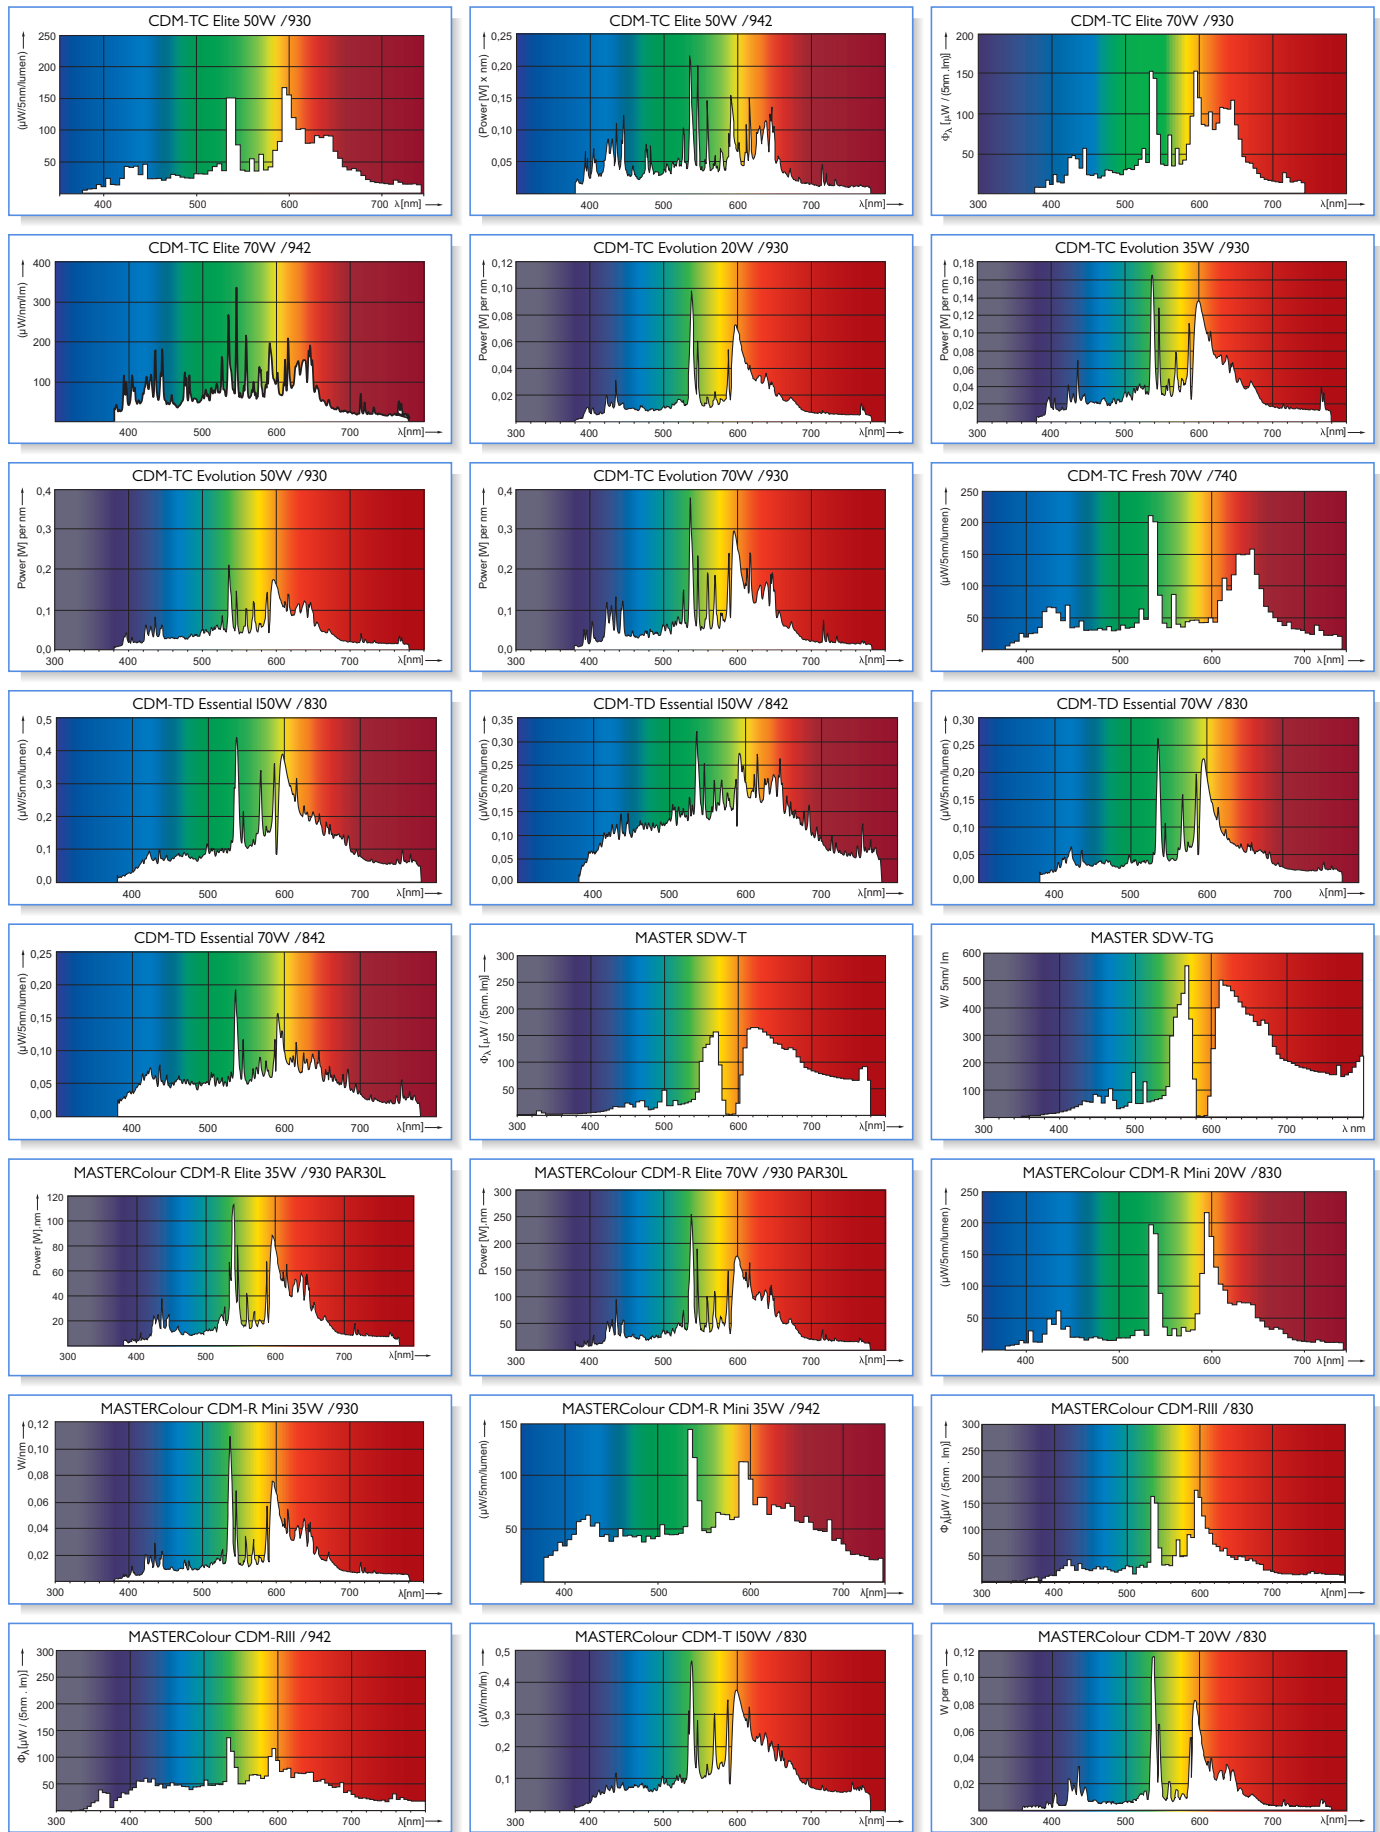 CDM-TC Elite 50W /930
(μW/5nm/lumen)
250
200
150
100
50
400 500 600 700 λ[nm]
CDM-TC Elite 50W /942
(Power [W] x nm)
0,25
0,20
0,15
0,10
0,05
400 500 600 700 λ[nm]
CDM-TC Elite 70W /930
Φλ [μW / (5nm .lm)]
200
150
100
50
400 500 600 700 λ[nm]
CDM-TC Elite 70W /942
(μW/nm/lm)
400
300
200
100
400 500 600 700 λ[nm]
CDM-TC Evolution 20W /930
Power [W] per nm
0,12
0,10
0,08
0,06
0,04
0,02
300 400 500 600 700 λ[nm]
CDM-TC Evolution 35W /930
Power [W] per nm
0,18
0,16
0,14
0,12
0,10
0,08
0,06
0,04
0,02
300 400 500 600 700 λ[nm]
CDM-TC Evolution 50W /930
Power [W] per nm
0,4
0,3
0,2
0,1
0,0
300 400 500 600 700 λ[nm]
CDM-TC Evolution 70W /930
Power [W] per nm
0,4
0,3
0,2
0,1
0,0
300 400 500 600 700 λ[nm]
CDM-TC Fresh 70W /740
(μW/5nm/lumen)
250
200
150
100
50
400 500 600 700 λ[nm]
CDM-TD Essential 150W /830
(μW/5nm/lumen)
0,5
0,4
0,3
0,2
0,1
0,0
400 500 600 700 λ[nm]
CDM-TD Essential 150W /842
(μW/5nm/lumen)
0,35
0,30
0,25
0,20
0,15
0,10
0,05
0,00
400 500 600 700 λ[nm]
CDM-TD Essential 70W /830
(μW/5nm/lumen)
0,30
0,25
0,20
0,15
0,10
0,05
0,00
400 500 600 700 λ[nm]
CDM-TD Essential 70W /842
(μW/5nm/lumen)
0,25
0,20
0,15
0,10
0,05
0,00
400 500 600 700 λ[nm]
MASTER SDW-T
Φλ [μW / (5nm.lm)]
300
250
200
150
100
50
300 400 500 600 700 λ[nm]
MASTER SDW-TG
W/ 5nm/ lm
600
500
400
300
200
100
300 400 500 600 700 λ nm
MASTERColour CDM-R Elite 35W /930 PAR30L
Power [W].nm
120
100
80
60
40
20
300 400 500 600 700 λ[nm]
MASTERColour CDM-R Elite 70W /930 PAR30L
Power [W].nm
300
250
200
150
100
50
300 400 500 600 700 λ[nm]
MASTERColour CDM-R Mini 20W /830
(μW/5nm/lumen)
250
200
150
100
50
400 500 600 700 λ[nm]
MASTERColour CDM-R Mini 35W /930
W/nm
0,12
0,10
0,08
0,06
0,04
0,02
300 400 500 600 700 λ[nm]
MASTERColour CDM-R Mini 35W /942
(μW/5nm/lumen)
150
100
50
400 500 600 700 λ[nm]
MASTERColour CDM-RIII /830
Φλ[μW / (5nm . lm)]
300
250
200
150
100
50
300 400 500 600 700 λ[nm]
MASTERColour CDM-RIII /942
Φλ[μW / (5nm . lm)]
300
250
200
150
100
50
300 400 500 600 700 λ[nm]
MASTERColour CDM-T 150W /830
(μW/nm/lm)
0,5
0,4
0,3
0,2
0,1
300 400 500 600 700 λ[nm]
MASTERColour CDM-T 20W /830
W per nm
0,12
0,10
0,08
0,06
0,04
0,02
300 400 500 600 700 λ[nm]